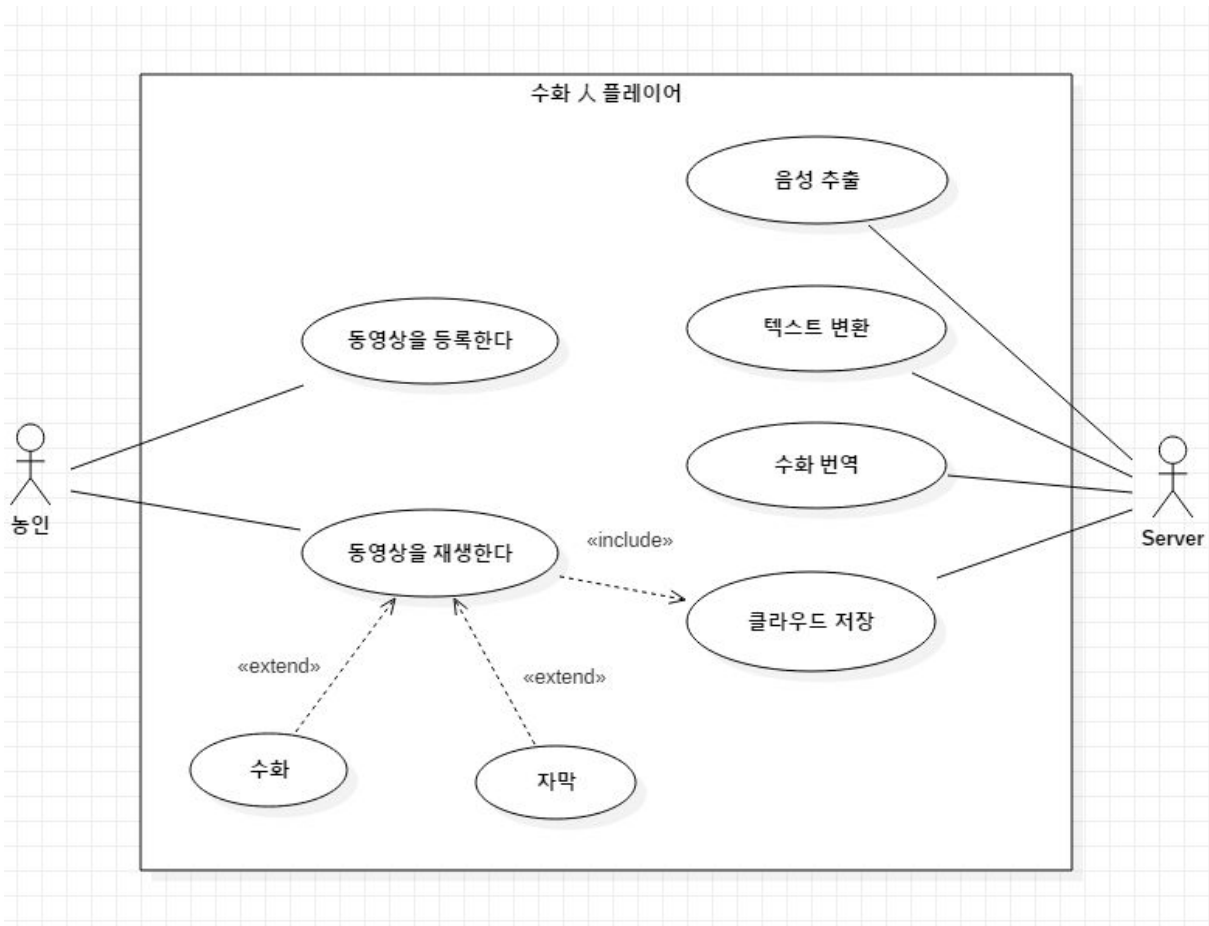 수화 人 플레이어
음성 추출
텍스트 변환
동영상을 등록한다
수화 번역
농인
Server
동영상을 재생한다
«include»
클라우드 저장
«extend»
«extend»
수화
자막